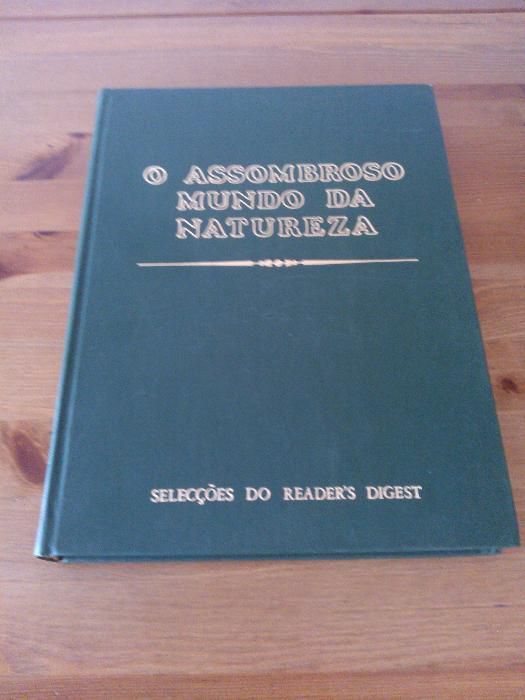 O ASSOMBROSO
MUNDO DA
NATUREZA
SELECÇÕES DO READER'S DIGEST